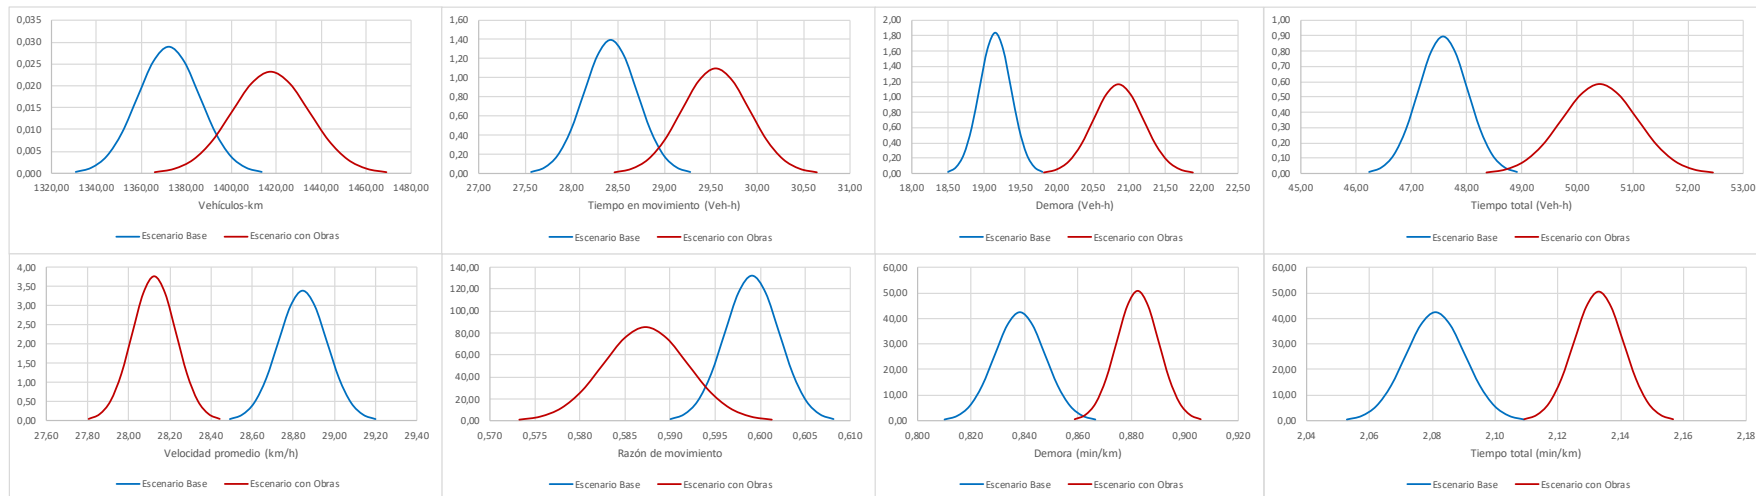 0,035
0,030
0,025
0,020
0,015
0,010
0,005
0,000
1320,00 1340,00 1360,00 1380,00 1400,00 1420,00 1440,00 1460,00 1480,00
Vehículos-km
Escenario Base Escenario con Obras
1,60
1,40
1,20
1,00
0,80
0,60
0,40
0,20
0,00
27,00 27,50 28,00 28,50 29,00 29,50 30,00 30,50 31,00
Tiempo en movimiento (Veh-h)
Escenario Base Escenario con Obras
2,00
1,80
1,60
1,40
1,20
1,00
0,80
0,60
0,40
0,20
0,00
18,00 18,50 19,00 19,50 20,00 20,50 21,00 21,50 22,00 22,50
Demora (Veh-h)
Escenario Base Escenario con Obras
1,00
0,90
0,80
0,70
0,60
0,50
0,40
0,30
0,20
0,10
0,00
45,00 46,00 47,00 48,00 49,00 50,00 51,00 52,00 53,00
Tiempo total (Veh-h)
Escenario Base Escenario con Obras
4,00
3,50
3,00
2,50
2,00
1,50
1,00
0,50
0,00
27,60 27,80 28,00 28,20 28,40 28,60 28,80 29,00 29,20 29,40
Velocidad promedio (km/h)
Escenario Base Escenario con Obras
140,00
120,00
100,00
80,00
60,00
40,00
20,00
0,00
0,570 0,575 0,580 0,585 0,590 0,595 0,600 0,605 0,610
Razón de movimiento
Escenario Base Escenario con Obras
60,00
50,00
40,00
30,00
20,00
10,00
0,00
0,800 0,820 0,840 0,860 0,880 0,900 0,920
Demora (min/km)
Escenario Base Escenario con Obras
60,00
50,00
40,00
30,00
20,00
10,00
0,00
2,04 2,06 2,08 2,10 2,12 2,14 2,16 2,18
Tiempo total (min/km)
Escenario Base Escenario con Obras